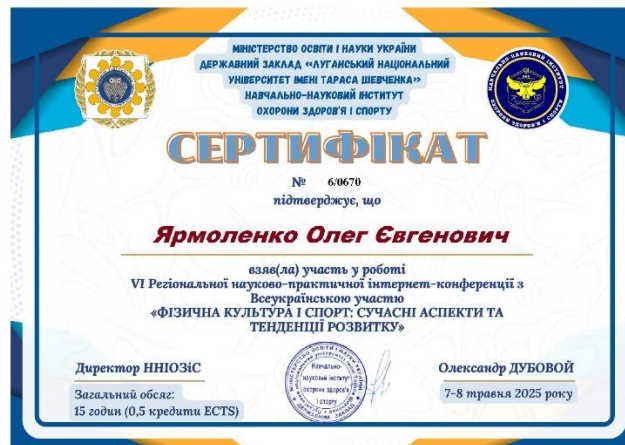 МІНІСТЕРСТВО ОСВІТИ І НАУКИ УКРАЇНИ
ДЕРЖАВНИЙ ЗАКЛАД «ЛУГАНСЬКИЙ НАЦІОНАЛЬНИЙ
УНІВЕРСИТЕТ ІМЕНІ ТАРАСА ШЕВЧЕНКА»
НАВЧАЛЬНО-НАУКОВИЙ ІНСТИТУТ
ОХОРОНИ ЗДОРОВ'Я І СПОРТУ
СЕРТИФІКАТ
№ 6/0670
підтверджує, що
Ярмоленко Олег Євгенович
взяв(ла) участь у роботі
VI Регіональної науково-практичної інтернет-конференції з
Всеукраїнською участю
«ФІЗИЧНА КУЛЬТУРА І СПОРТ: СУЧАСНІ АСПЕКТИ ТА
ТЕНДЕНЦІЇ РОЗВИТКУ»
Директор ННІОЗіС
Олександр ДУБОВОЙ
Навчально-
науковий інститут
охорони здоров'я
і спорту
Загальний обсяг:
15 годин (0,5 кредити ECTS)
7-8 травня 2025 року